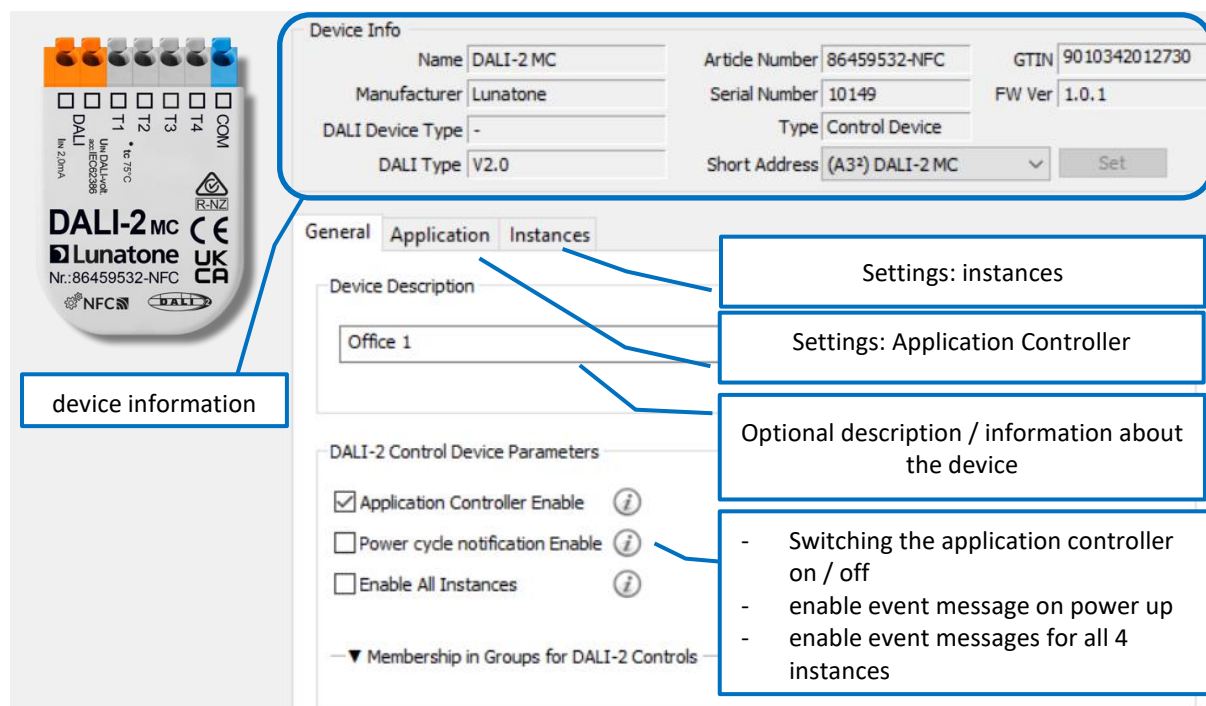 DALI
T1
T2
T3
T4
COM
IIN 2.0mA
UIN DALI-volt.
acc.IEC62386
• tc 75°C
R-NZ
DALI-2 MC
CE
Lunatone
UK
CA
Nr.:86459532-NFC
NFC
DALI 2
device information
Device Info
Name DALI-2 MC
Article Number 86459532-NFC
GTIN 9010342012730
Manufacturer Lunatone
Serial Number 10149
FW Ver 1.0.1
DALI Device Type -
Type Control Device
DALI Type V2.0
Short Address (A3²) DALI-2 MC
Set
General Application Instances
Settings: instances
Device Description
Office 1
Settings: Application Controller
Optional description / information about
the device
DALI-2 Control Device Parameters
Application Controller Enable
Power cycle notification Enable
Enable All Instances
- Switching the application controller
on / off
- enable event message on power up
- enable event messages for all 4
instances
▼ Membership in Groups for DALI-2 Controls